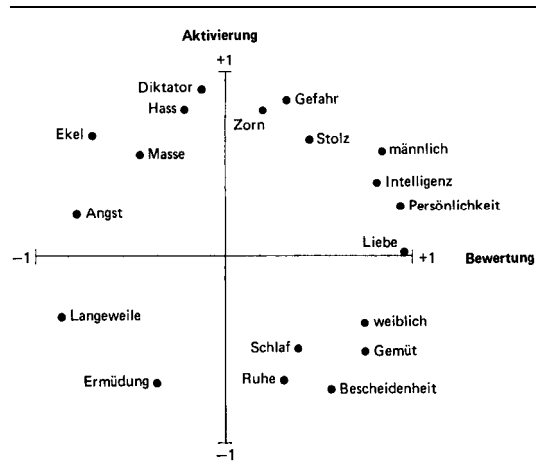 Aktivierung
+1
Diktator
Gefahr
Hass
Zorn
Ekel
Stolz
männlich
Masse
Intelligenz
Persönlichkeit
Angst
Liebe
−1
+1
Bewertung
Langeweile
weiblich
Schlaf
Gemüt
Ermüdung
Ruhe
Bescheidenheit
−1